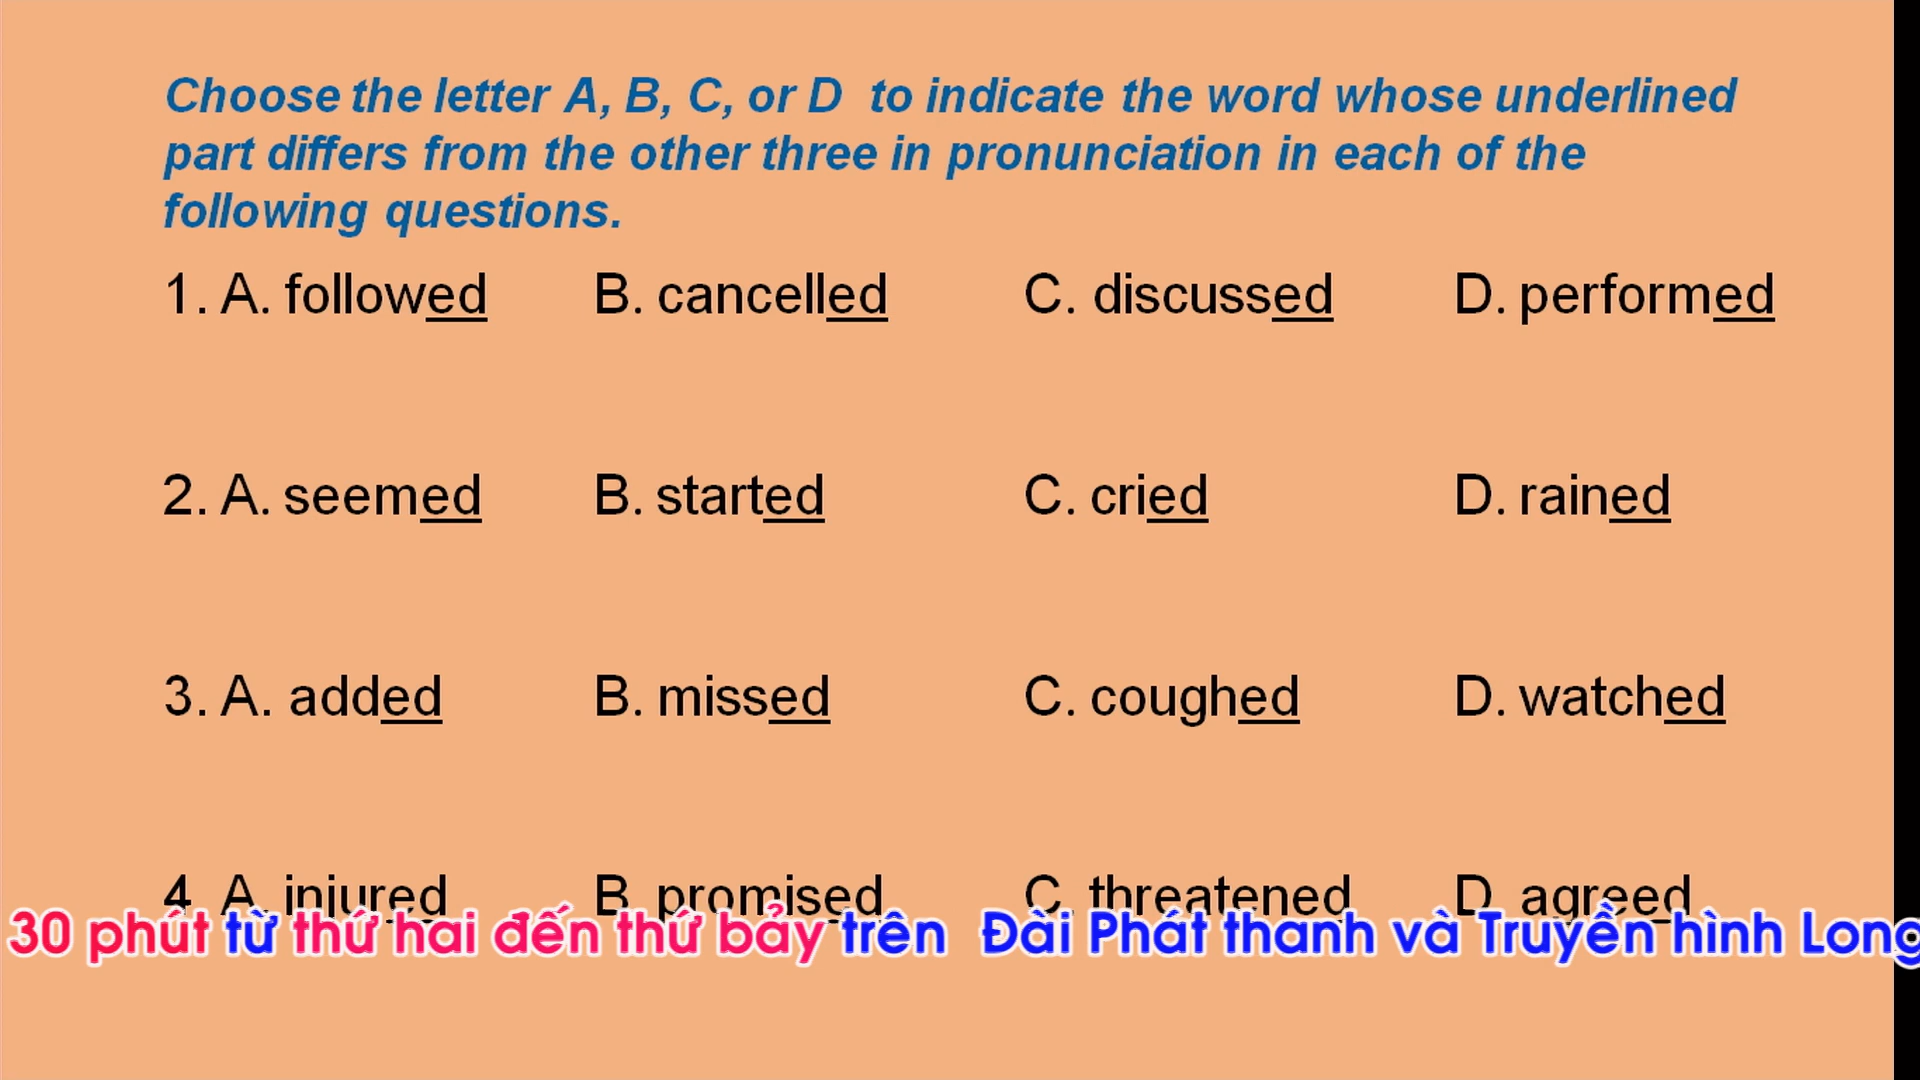 Choose the letter A, B, C, or D to indicate the word whose underlined
part differs from the other three in pronunciation in each of the
following questions.
1. A. followed B. cancelled C. discussed D. performed
2. A. seemed B. started C. cried D. rained
3. A. added B. missed C. coughed D. watched
4 A. injured B. promised C. threatened D. agreed
30 phút từ thứ hai đến thứ bảy trên Đài Phát thanh và Truyền hình Long